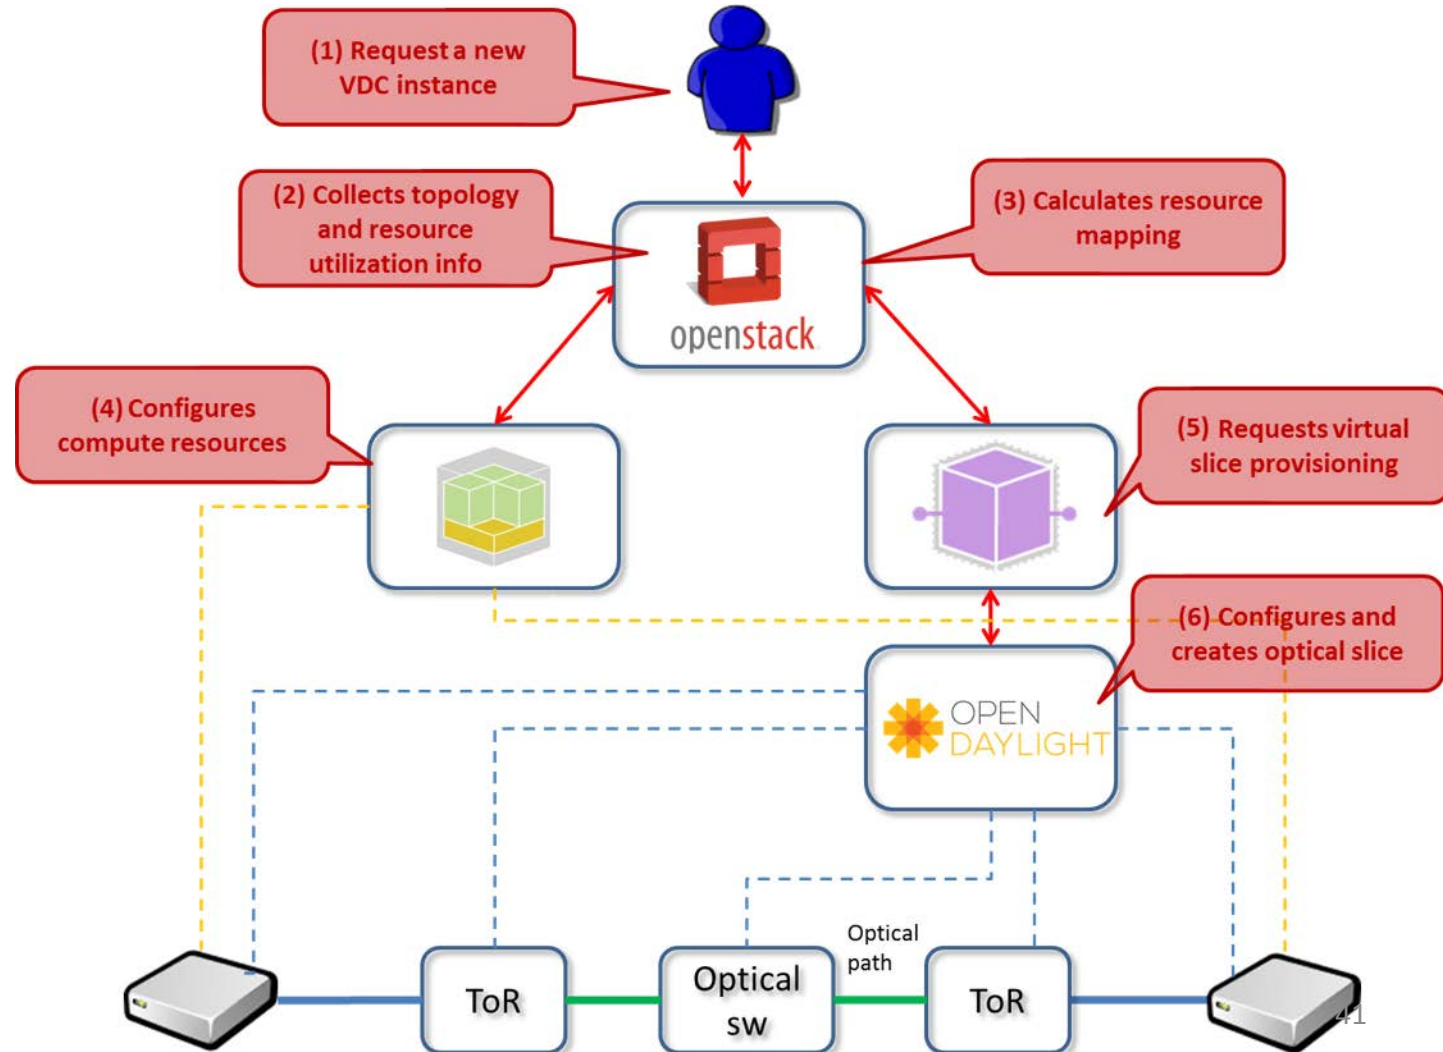 (1) Request a new
VDC instance
(2) Collects topology
and resource
utilization info
(3) Calculates resource
mapping
openstack
(4) Configures
compute resources
(5) Requests virtual
slice provisioning
(6) Configures and
creates optical slice
OPEN
DAYLIGHT
Optical
path
ToR
Optical
sw
ToR
41